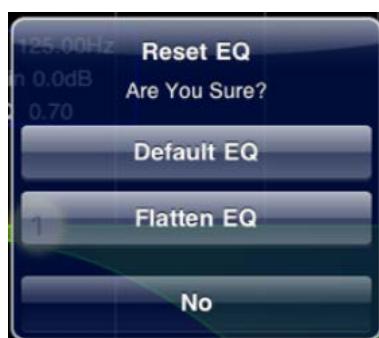 125.00Hz
Reset EQ
n 0.0dB
Are You Sure?
0.70
Default EQ
Flatten EQ
1
No